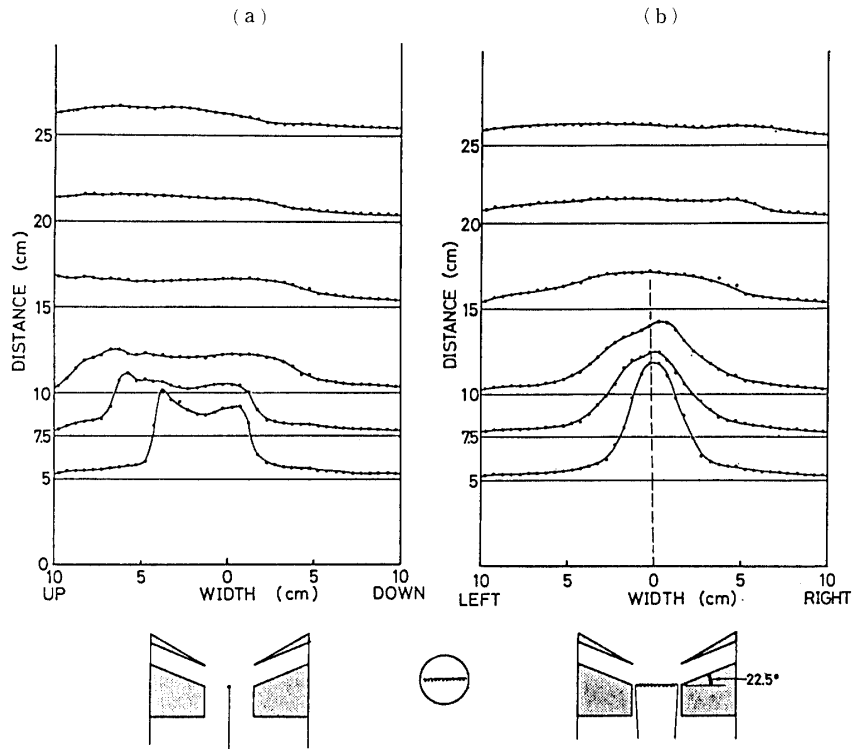 (a)
(b)
25
20
15
10
7.5
5
0
DISTANCE (cm)
10 5 0 5 10
UP WIDTH (cm) DOWN
25
20
15
10
7.5
5
DISTANCE (cm)
10 5 0 5 10
LEFT WIDTH (cm) RIGHT
22.5°